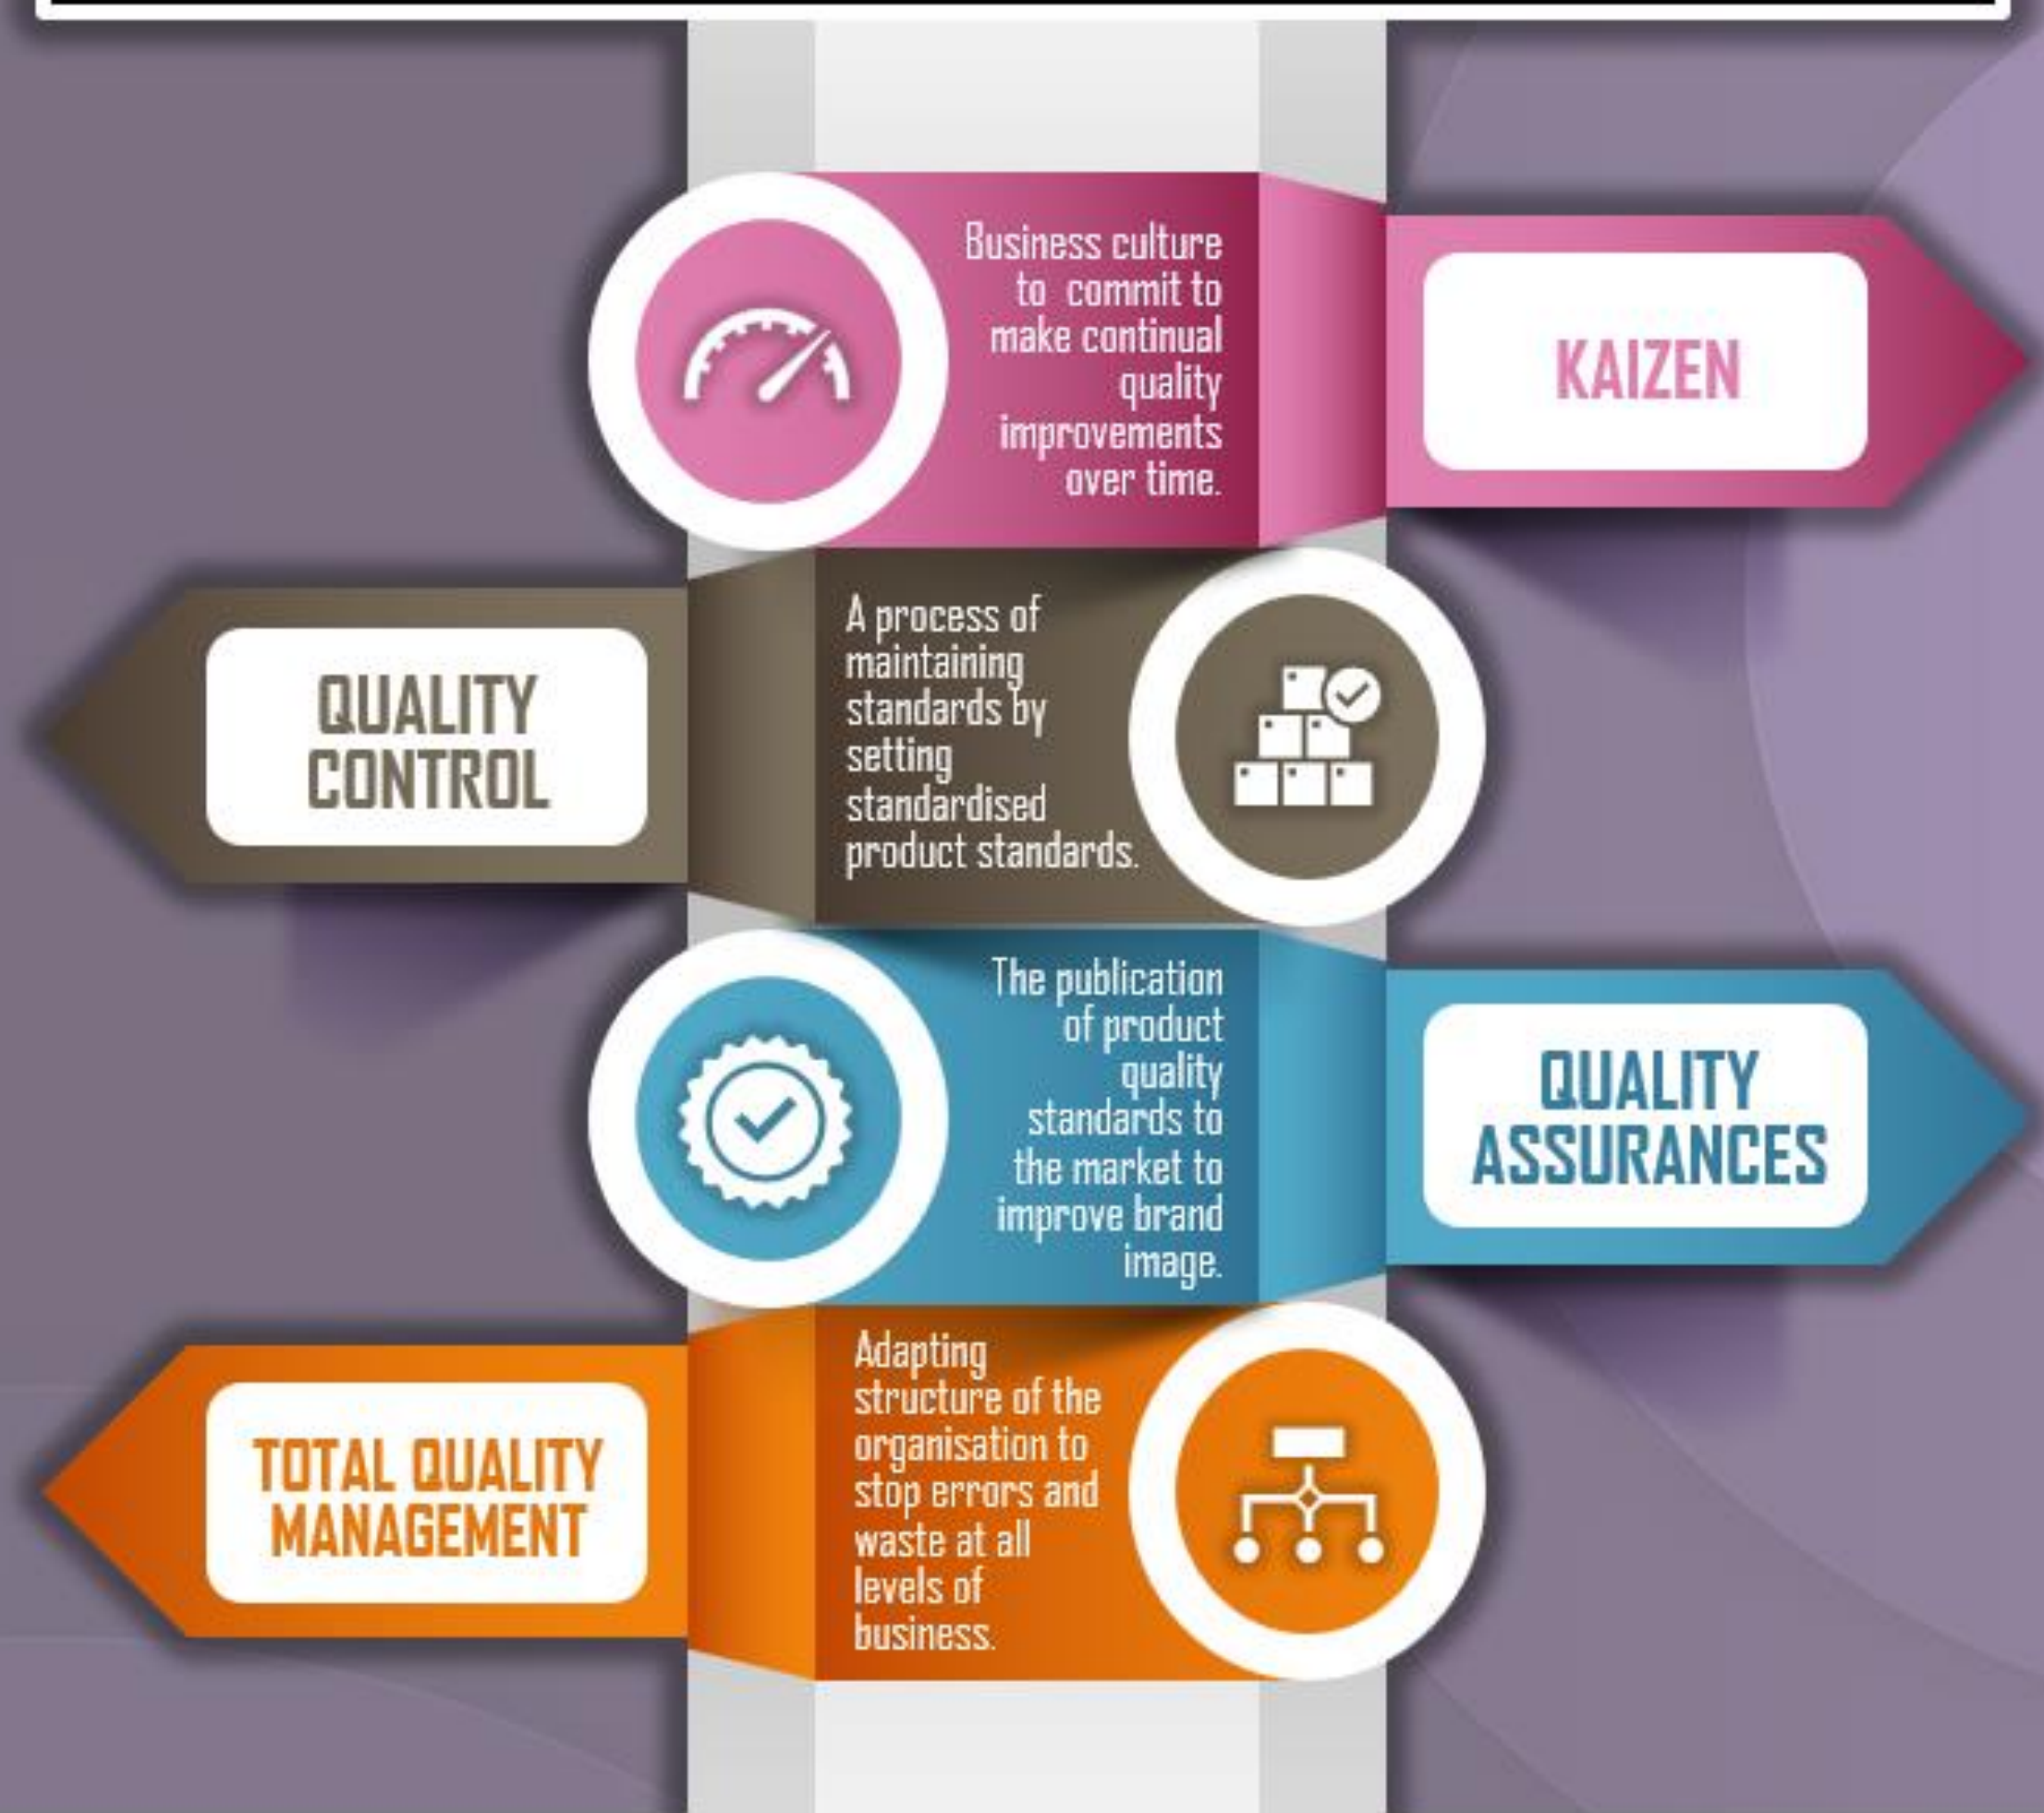 Business culture
to commit to
make continual
quality
improvements
over time.
KAIZEN
QUALITY
CONTROL
A process of
maintaining
standards by
setting
standardised
product standards.
The publication
of product
quality
standards to
the market to
improve brand
image.
QUALITY
ASSURANCES
TOTAL QUALITY
MANAGEMENT
Adapting
structure of the
organisation to
stop errors and
waste at all
levels of
business.